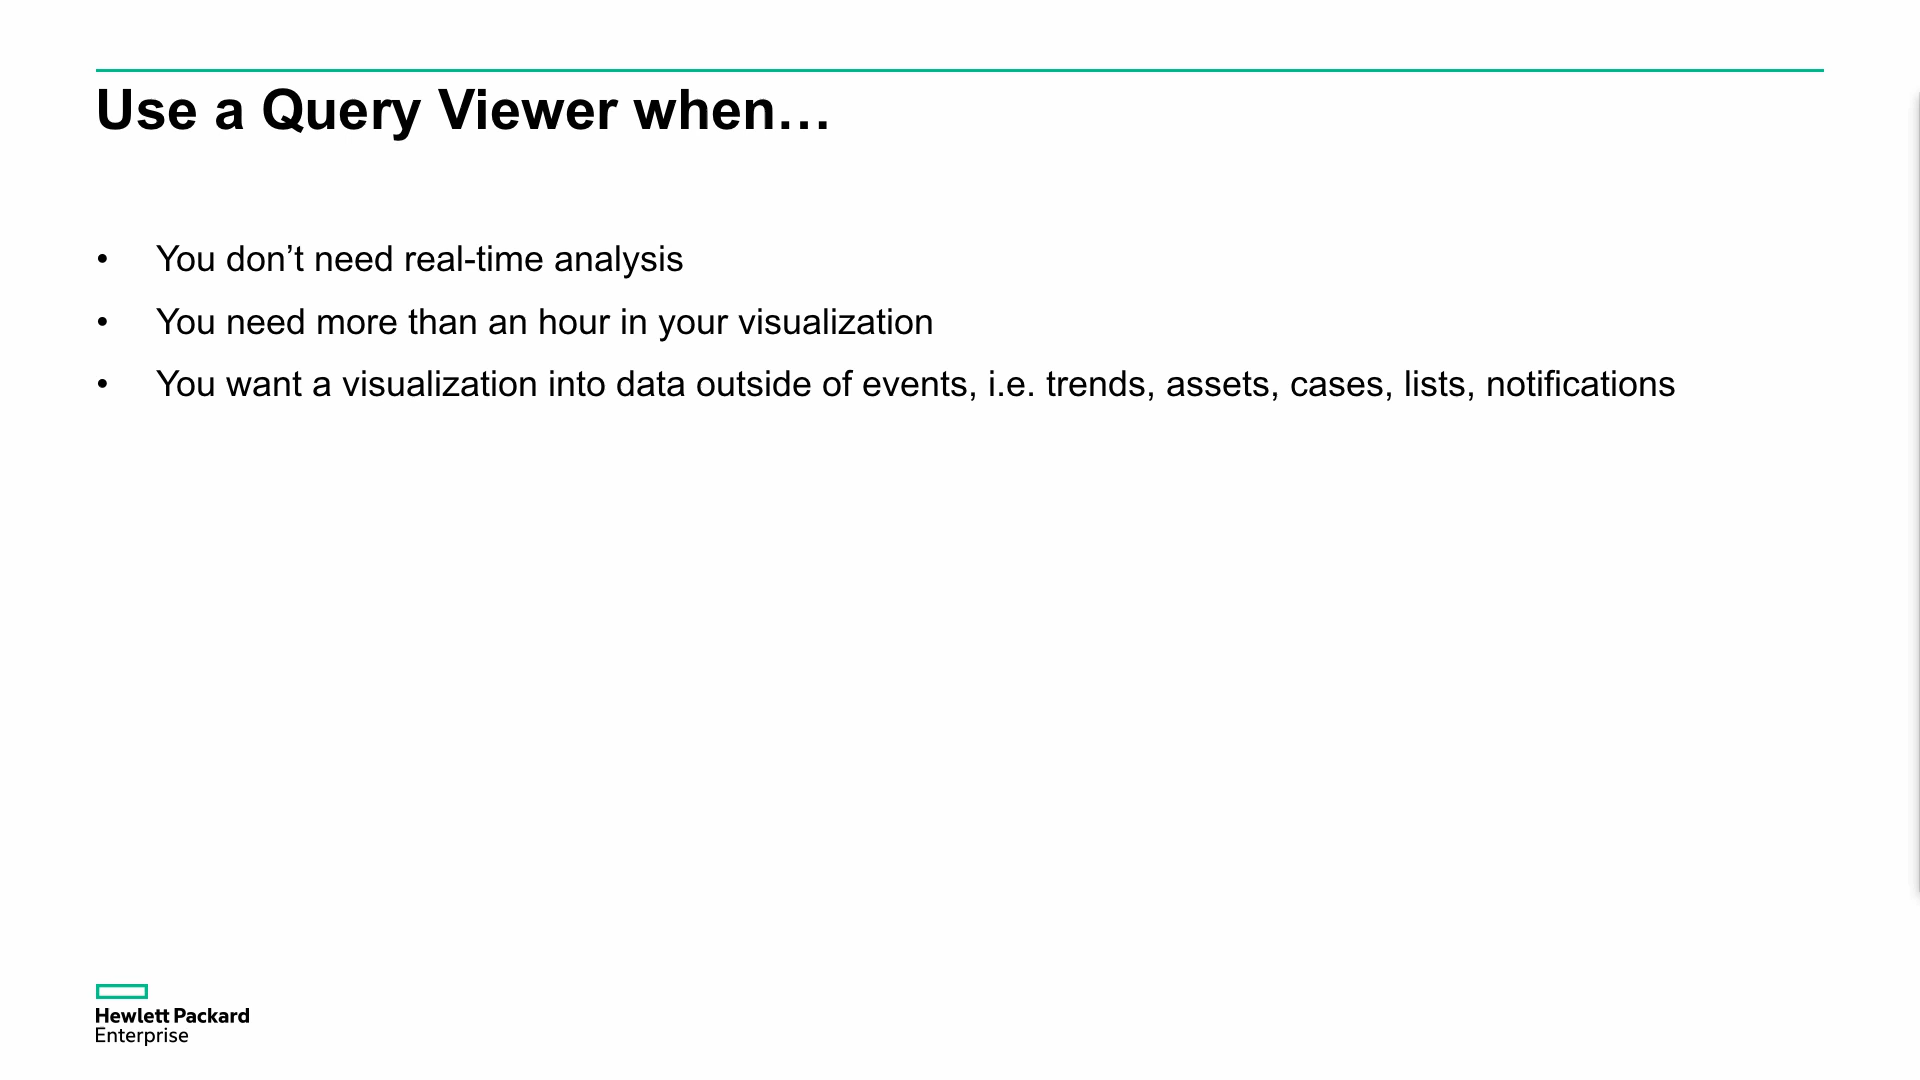 Use a Query Viewer when…
• You don’t need real-time analysis
• You need more than an hour in your visualization
• You want a visualization into data outside of events, i.e. trends, assets, cases, lists, notifications
Hewlett Packard
Enterprise